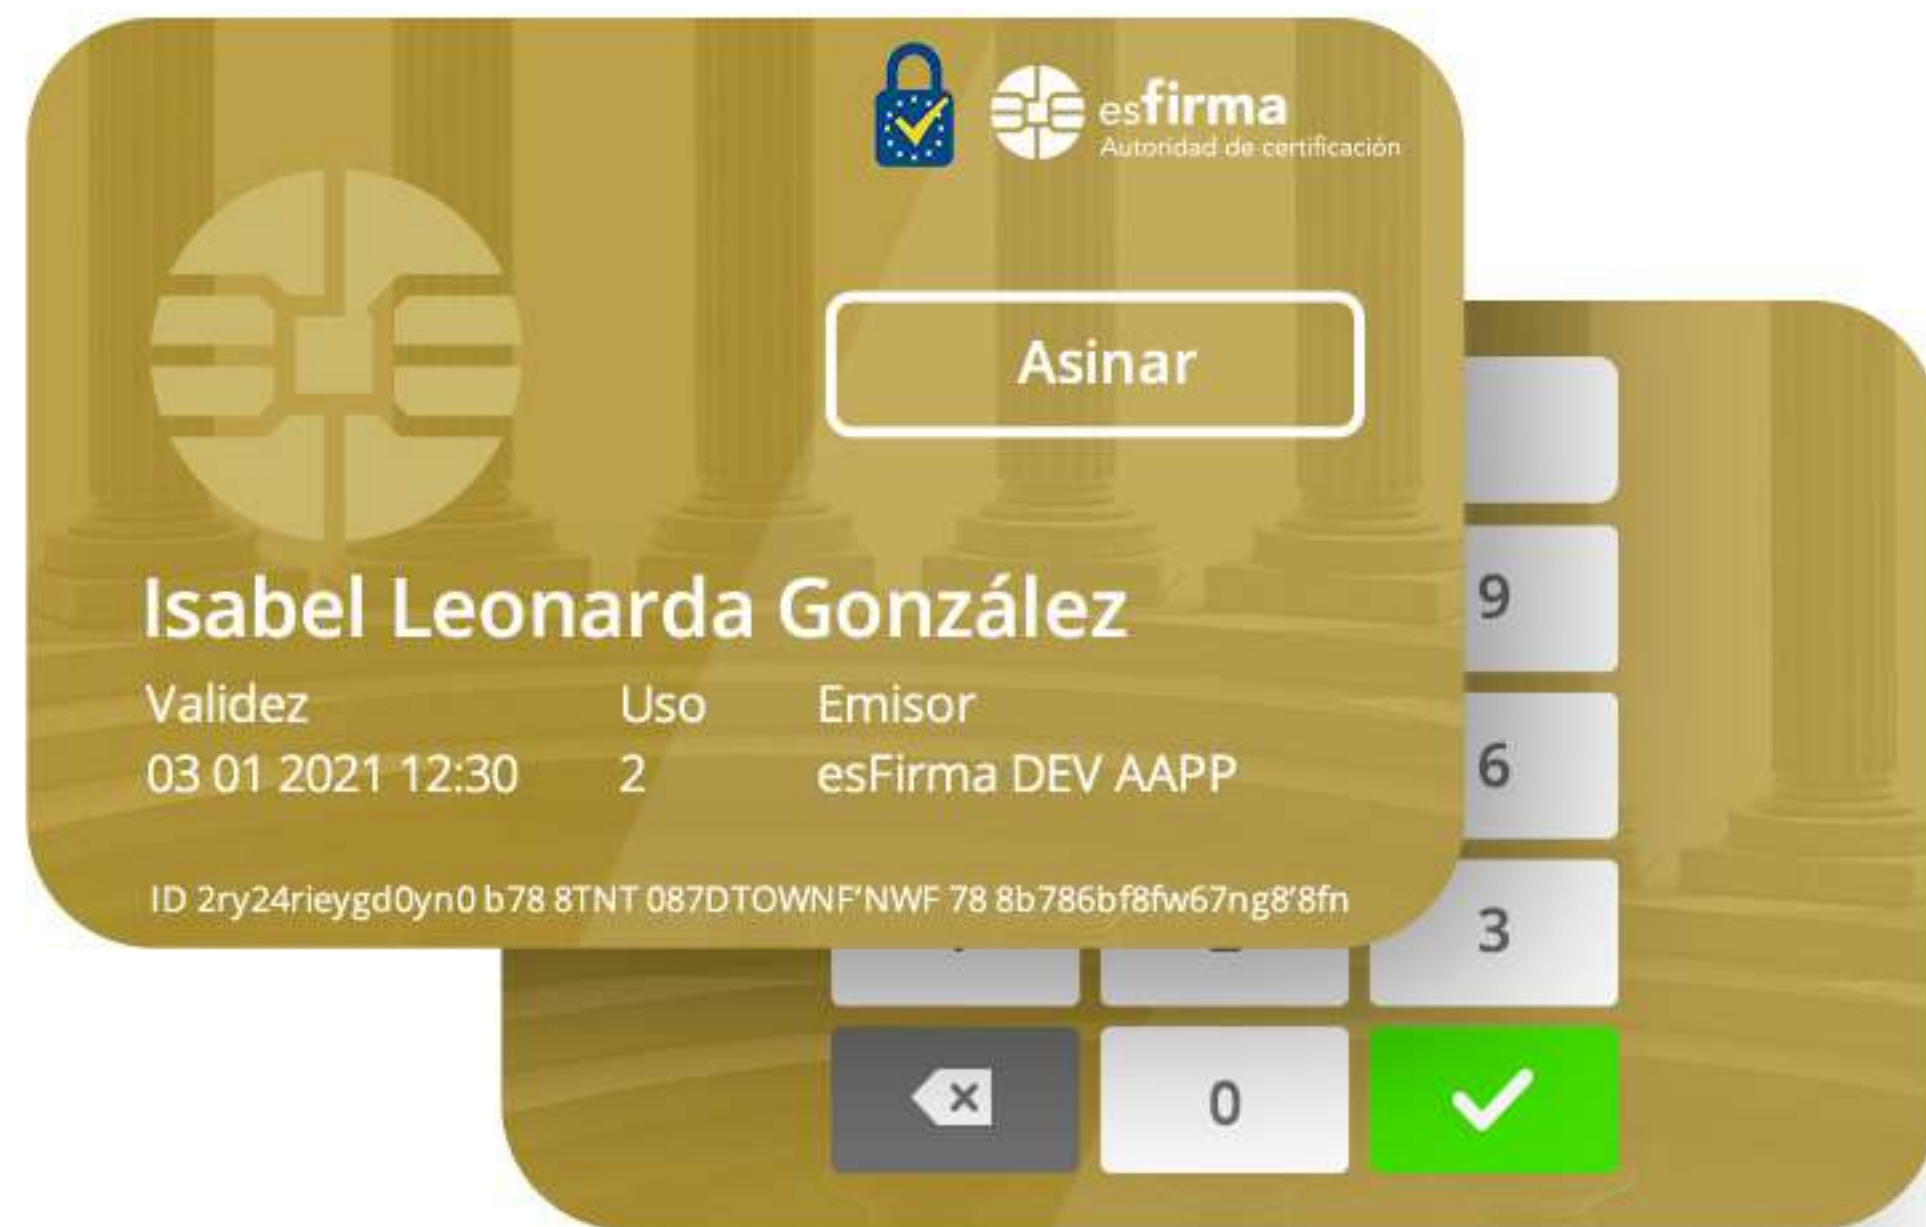 esfirma
Autoridad de certificación
Asinar
Isabel Leonarda González
Validez Uso Emisor
03 01 2021 12:30 2 esFirma DEV AAPP
ID 2ry24rieygd0yn0 b78 8TNT 087DTOWNF'NWF 78 8b786bf8fw67ng8'8fn
9
6
3
0